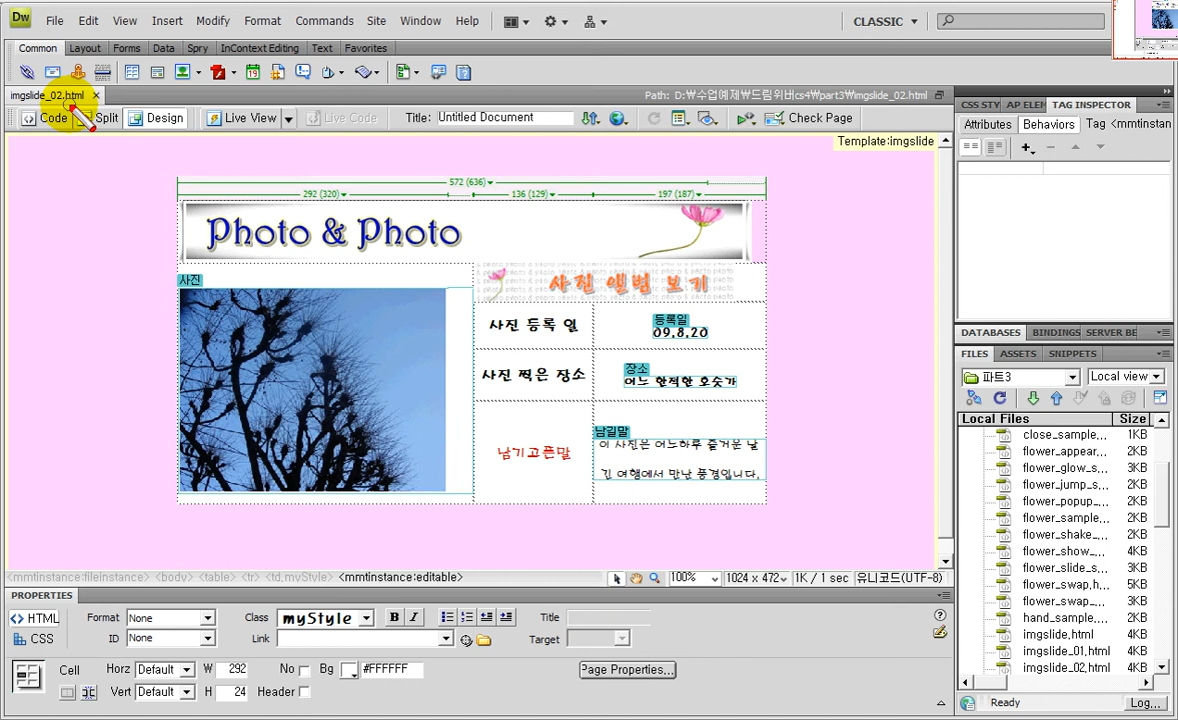 Dw File Edit View Insert Modify Format Commands Site Window Help CLASSIC
Common Layout Forms Data Spry InContext Editing Text Favorites
imgslide_02.html × Path: D:₩수업예제₩드림위버cs4₩part3₩imgslide_02.html
Code Split Design Live View Live Code Title: Untitled Document Check Page
Template:imgslide
572 (636)
292 (320) 136 (129) 197 (187)
Photo & Photo
사진
사진 앨범 보기
사진 등록 일
등록일
09.8.20
사진 찍은 장소
장소
어느 한적한 호숫가
남기고픈말
남길말
이 사진은 어느하루 즐거운 날
긴 여행에서 만난 풍경입니다.
<mmtinstance:fileinstance> <body> <table> <tr> <td.myStyle> <mmtinstance:editable> 100% 1024 x 472 1K / 1 sec 유니코드(UTF-8)
PROPERTIES
HTML Format None Class myStyle B I Title
CSS ID None Link Target
Cell Horz Default W 292 No Bg #FFFFFF Page Properties...
Vert Default H 24 Header
CSS STY AP ELEM TAG INSPECTOR
Attributes Behaviors Tag <mmtinstan
DATABASES BINDINGS SERVER BE
FILES ASSETS SNIPPETS
파트3 Local view
Local Files Size
close_sample... 1KB
flower_appear... 2KB
flower_glow_s... 3KB
flower_jump_s... 2KB
flower_popup_... 2KB
flower_sample... 2KB
flower_shake_... 2KB
flower_show_... 4KB
flower_slide_s... 3KB
flower_swap.h... 5KB
flower_swap_... 3KB
hand_sample,... 1KB
imgslide.html 4KB
imgslide_01.html 4KB
imgslide_02.html 4KB
Ready Log...